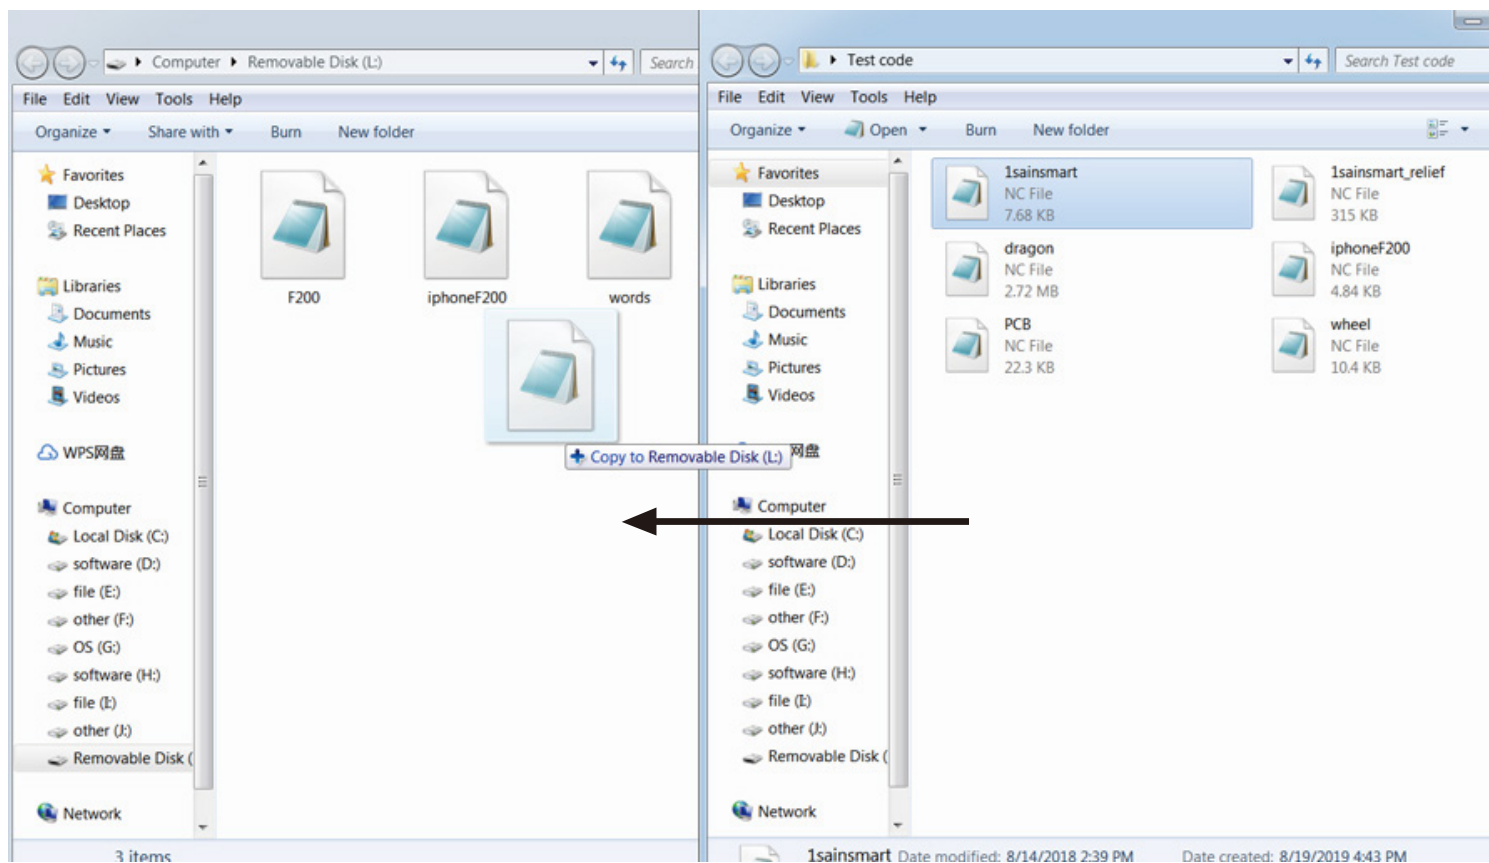 Computer ▸ Removable Disk (L:)
Search
File Edit View Tools Help
Organize Share with Burn New folder
Favorites
Desktop
Recent Places
Libraries
Documents
Music
Pictures
Videos
WPS网盘
Computer
Local Disk (C:)
software (D:)
file (E:)
other (F:)
OS (G:)
software (H:)
file (I:)
other (J:)
Removable Disk (
Network
F200
iphoneF200
words
Copy to Removable Disk (L:)
3 items
Test code
Search Test code
File Edit View Tools Help
Organize Open Burn New folder
Favorites
Desktop
Recent Places
Libraries
Documents
Music
Pictures
Videos
网盘
Computer
Local Disk (C:)
software (D:)
file (E:)
other (F:)
OS (G:)
software (H:)
file (I:)
other (J:)
Removable Disk (
Network
1sainsmart
NC File
7.68 KB
1sainsmart_relief
NC File
315 KB
dragon
NC File
2.72 MB
iphoneF200
NC File
4.84 KB
PCB
NC File
22.3 KB
wheel
NC File
10.4 KB
1sainsmart Date modified: 8/14/2018 2:39 PM Date created: 8/19/2019 4:43 PM